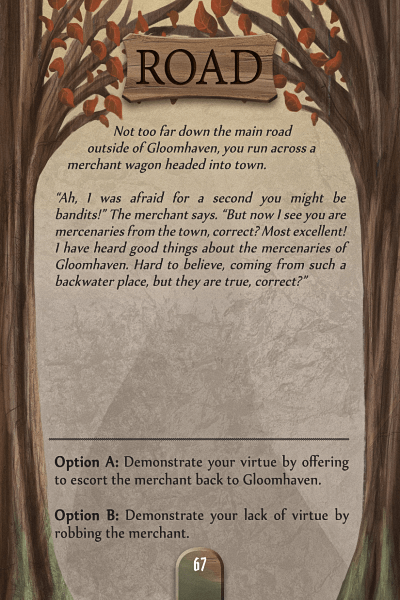 ROAD
Not too far down the main road
outside of Gloomhaven, you run across a
merchant wagon headed into town.
“Ah, I was afraid for a second you might be
bandits!” The merchant says. “But now I see you are
mercenaries from the town, correct? Most excellent!
I have heard good things about the mercenaries of
Gloomhaven. Hard to believe, coming from such a
backwater place, but they are true, correct?”
Option A: Demonstrate your virtue by offering
to escort the merchant back to Gloomhaven.
Option B: Demonstrate your lack of virtue by
robbing the merchant.
67